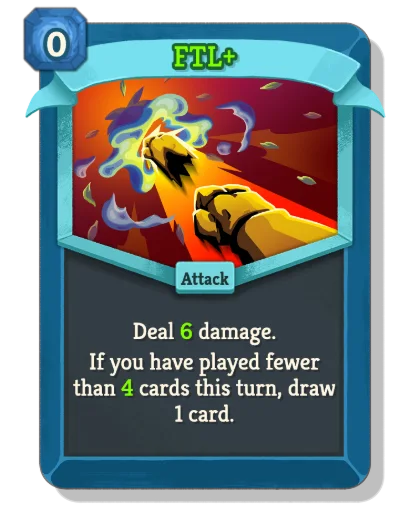 0
FTL+
Attack
Deal 6 damage.
If you have played fewer
than 4 cards this turn, draw
1 card.